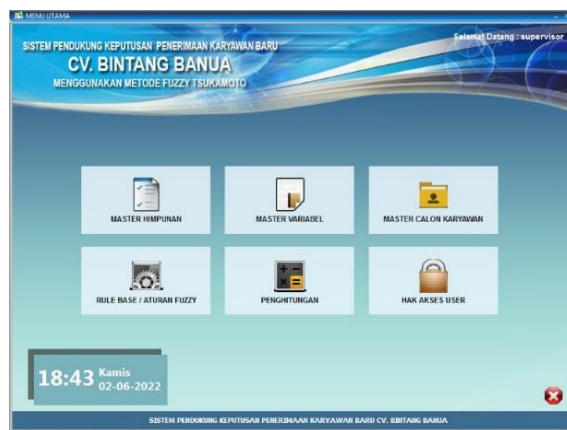 MENU UTAMA
SISTEM PENDUKUNG KEPUTUSAN PENERIMAAN KARYAWAN BARU
CV. BINTANG BANUA
MENGGUNAKAN METODE FUZZY TSUKAMOTO
Selamat Datang : supervisor
MASTER HIMPUNAN
MASTER VARIABEL
MASTER CALON KARYAWAN
RULE BASE / ATURAN FUZZY
PENGHITUNGAN
HAK AKSES USER
18:43
Kamis
02-06-2022
SISTEM PENDUKUNG KEPUTUSAN PENERIMAAN KARYAWAN BARU CV. BINTANG BANUA